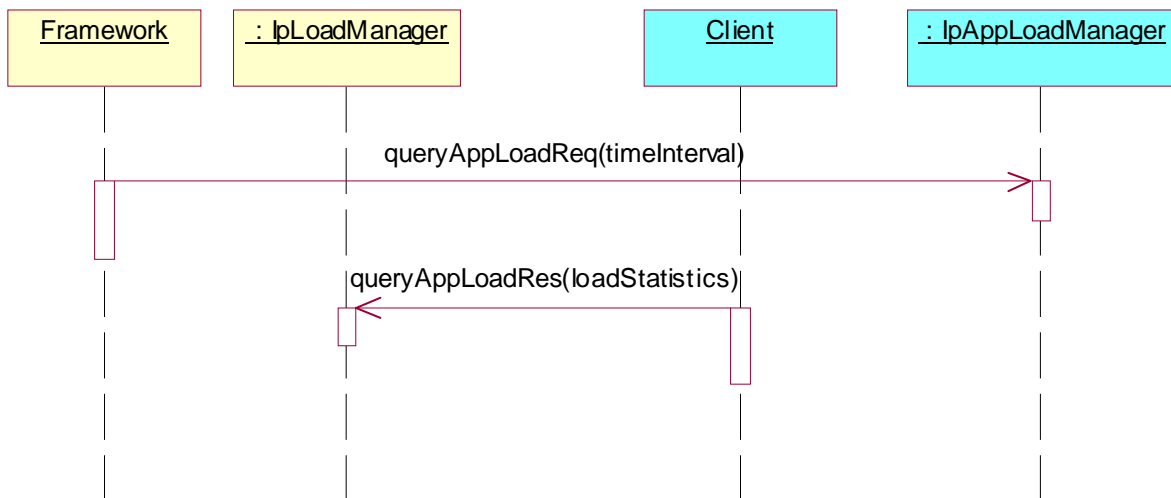 Framework
: IpLoadManager
Client
: IpAppLoadManager
queryAppLoadReq(timeInterval)
queryAppLoadRes(loadStatistics)